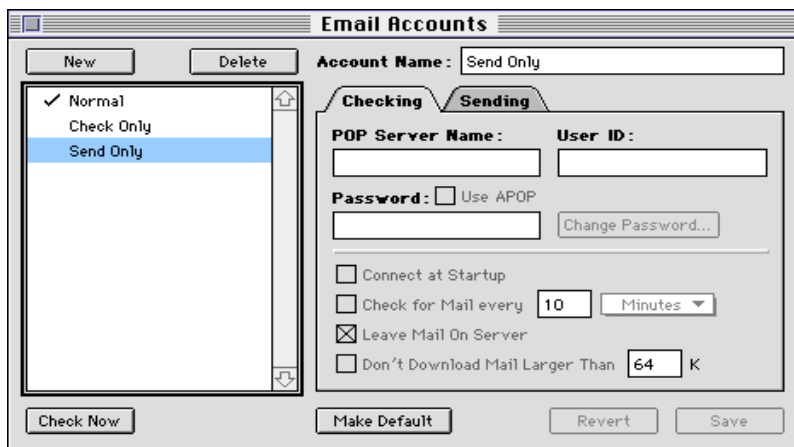 Email Accounts
New Delete Account Name: Send Only
Normal
Check Only
Send Only
Checking Sending
POP Server Name: User ID:
Password: Use APOP
Change Password...
Connect at Startup
Check for Mail every 10 Minutes
Leave Mail On Server
Don't Download Mail Larger Than 64 K
Check Now Make Default Revert Save